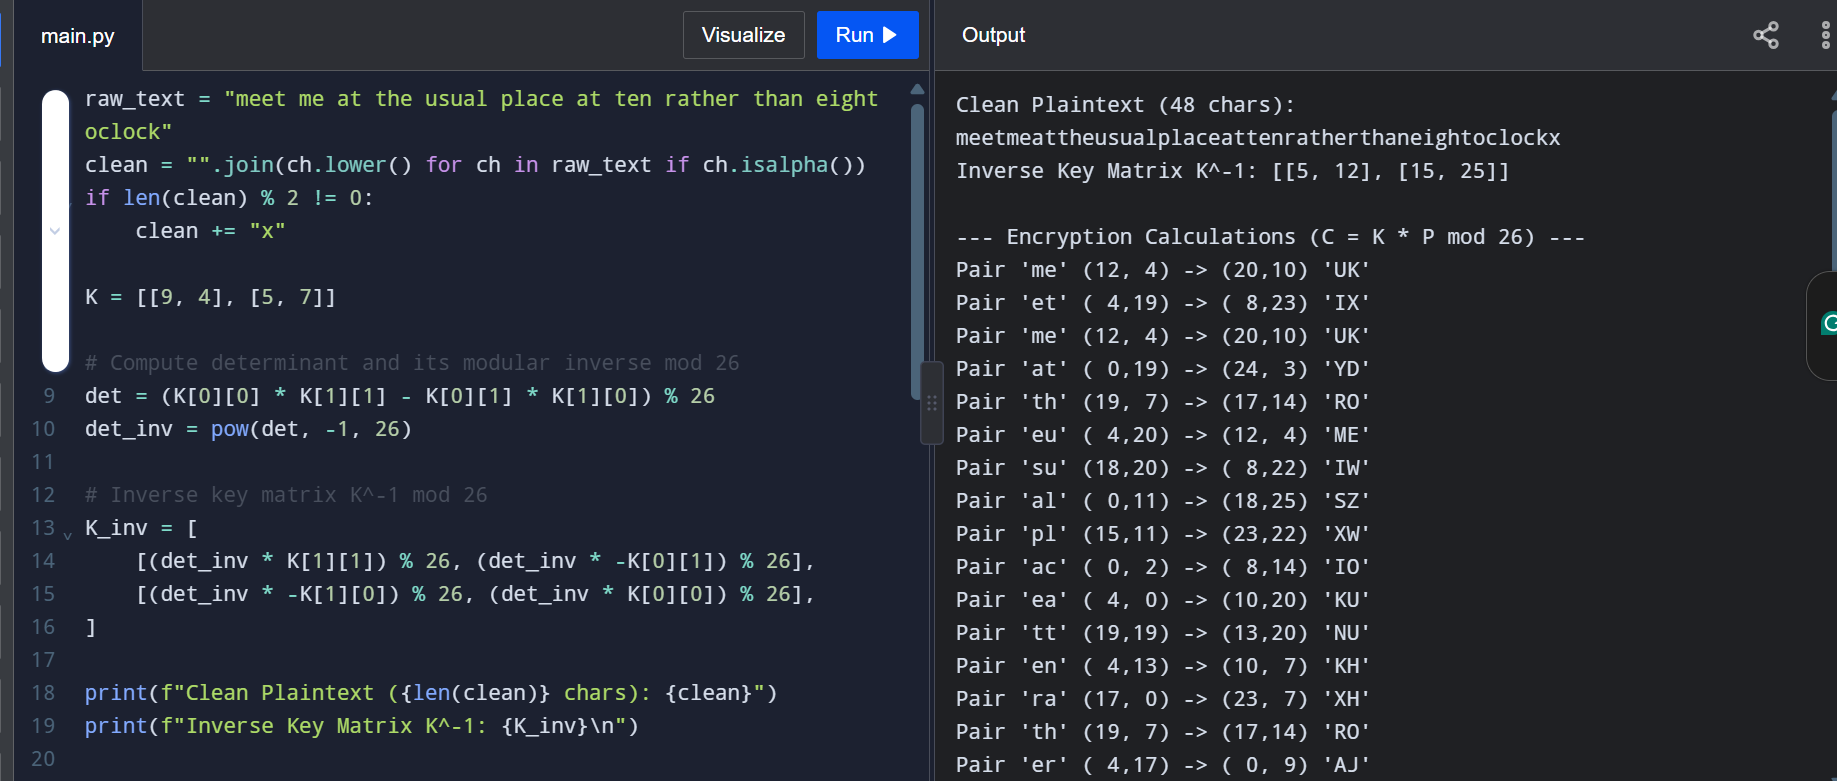 main.py
Visualize
Run
raw_text = "meet me at the usual place at ten rather than eight
oclock"
clean = "".join(ch.lower() for ch in raw_text if ch.isalpha())
if len(clean) % 2 != 0:
    clean += "x"
K = [[9, 4], [5, 7]]
# Compute determinant and its modular inverse mod 26
9 det = (K[0][0] * K[1][1] - K[0][1] * K[1][0]) % 26
10 det_inv = pow(det, -1, 26)
11
12 # Inverse key matrix K^-1 mod 26
13 K_inv = [
14     [(det_inv * K[1][1]) % 26, (det_inv * -K[0][1]) % 26],
15     [(det_inv * -K[1][0]) % 26, (det_inv * K[0][0]) % 26],
16 ]
17
18 print(f"Clean Plaintext ({len(clean)} chars): {clean}")
19 print(f"Inverse Key Matrix K^-1: {K_inv}\n")
20
Output
Clean Plaintext (48 chars):
meetmeattheusualplaceattenratherthaneightoclockx
Inverse Key Matrix K^-1: [[5, 12], [15, 25]]
--- Encryption Calculations (C = K * P mod 26) ---
Pair 'me' (12, 4) -> (20,10) 'UK'
Pair 'et' ( 4,19) -> ( 8,23) 'IX'
Pair 'me' (12, 4) -> (20,10) 'UK'
Pair 'at' ( 0,19) -> (24, 3) 'YD'
Pair 'th' (19, 7) -> (17,14) 'RO'
Pair 'eu' ( 4,20) -> (12, 4) 'ME'
Pair 'su' (18,20) -> ( 8,22) 'IW'
Pair 'al' ( 0,11) -> (18,25) 'SZ'
Pair 'pl' (15,11) -> (23,22) 'XW'
Pair 'ac' ( 0, 2) -> ( 8,14) 'IO'
Pair 'ea' ( 4, 0) -> (10,20) 'KU'
Pair 'tt' (19,19) -> (13,20) 'NU'
Pair 'en' ( 4,13) -> (10, 7) 'KH'
Pair 'ra' (17, 0) -> (23, 7) 'XH'
Pair 'th' (19, 7) -> (17,14) 'RO'
Pair 'er' ( 4,17) -> ( 0, 9) 'AJ'